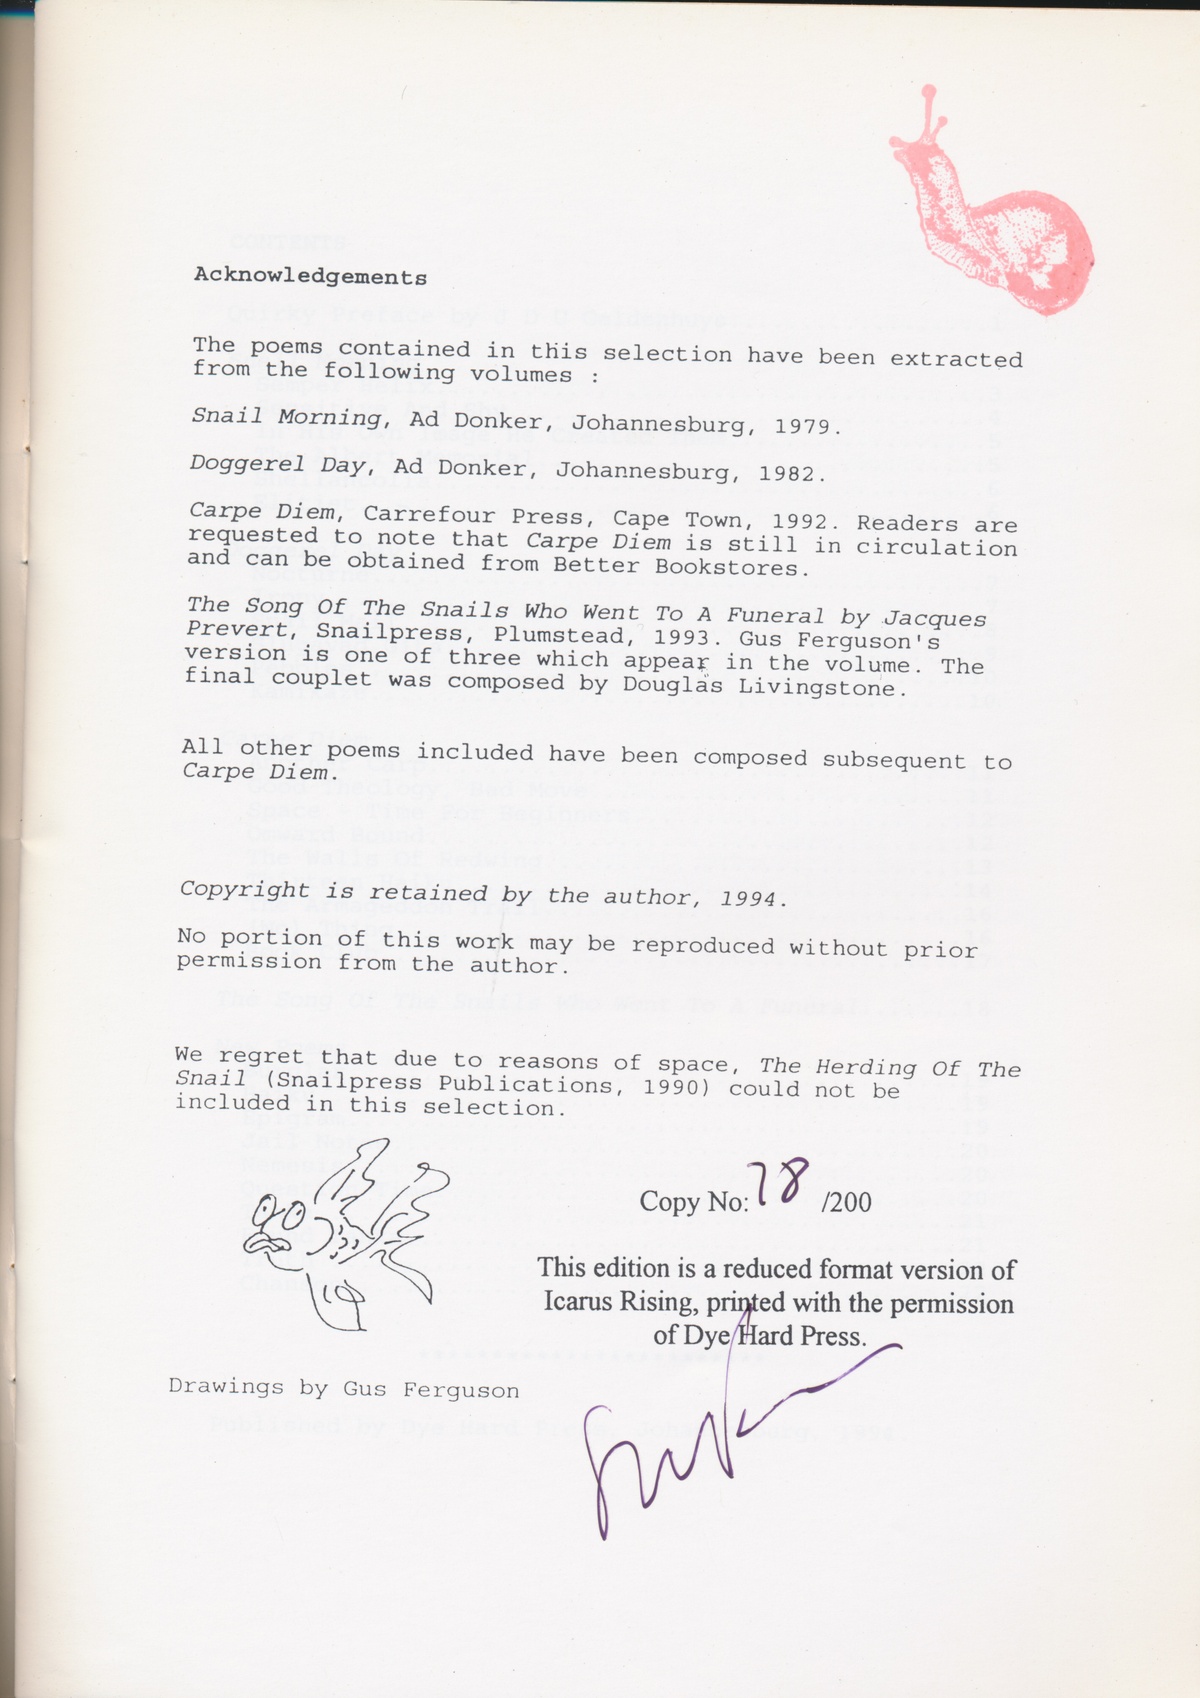 Acknowledgements
The poems contained in this selection have been extracted
from the following volumes :
Snail Morning, Ad Donker, Johannesburg, 1979.
Doggerel Day, Ad Donker, Johannesburg, 1982.
Carpe Diem, Carrefour Press, Cape Town, 1992. Readers are
requested to note that Carpe Diem is still in circulation
and can be obtained from Better Bookstores.
The Song Of The Snails Who Went To A Funeral by Jacques
Prevert, Snailpress, Plumstead, 1993. Gus Ferguson's
version is one of three which appear in the volume. The
final couplet was composed by Douglas Livingstone.
All other poems included have been composed subsequent to
Carpe Diem.
Copyright is retained by the author, 1994.
No portion of this work may be reproduced without prior
permission from the author.
We regret that due to reasons of space, The Herding Of The
Snail (Snailpress Publications, 1990) could not be
included in this selection.
Copy No: 78 /200
This edition is a reduced format version of
Icarus Rising, printed with the permission
of Dye Hard Press.
Drawings by Gus Ferguson